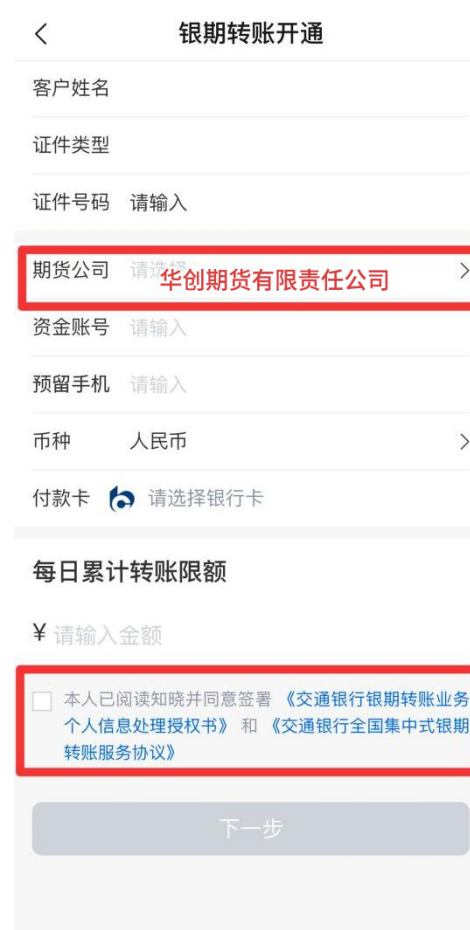 银期转账开通
客户姓名
证件类型
证件号码 请输入
期货公司 请选择 华创期货有限责任公司
资金账号 请输入
预留手机 请输入
币种 人民币
付款卡 请选择银行卡
每日累计转账限额
¥ 请输入金额
本人已阅读知晓并同意签署 《交通银行银期转账业务
个人信息处理授权书》 和 《交通银行全国集中式银期
转账服务协议》
下一步